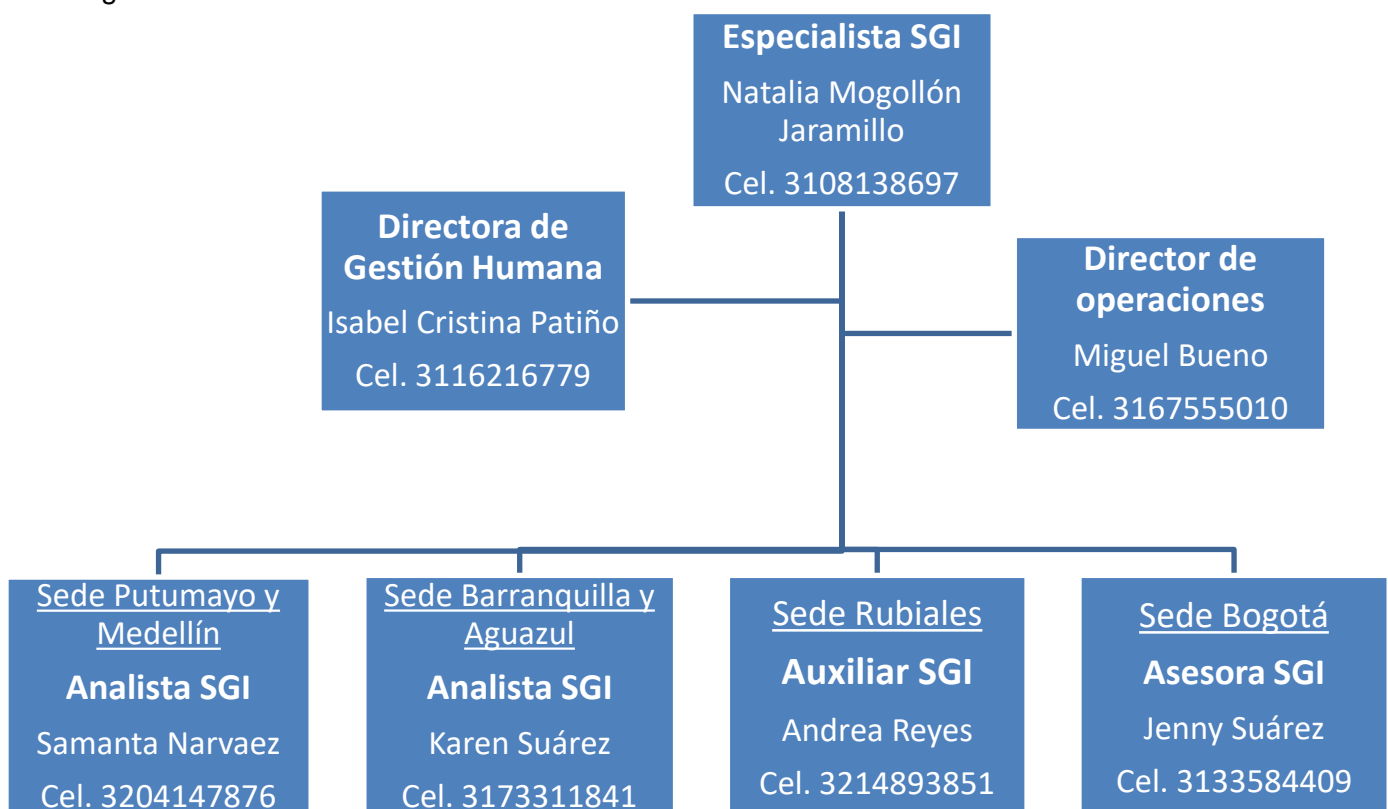 Especialista SGI
Natalia Mogollón
Jaramillo
Cel. 3108138697
Directora de
Gestión Humana
Isabel Cristina Patiño
Cel. 3116216779
Director de
operaciones
Miguel Bueno
Cel. 3167555010
Sede Putumayo y
Medellín
Analista SGI
Samanta Narvaez
Cel. 3204147876
Sede Barranquilla y
Aguazul
Analista SGI
Karen Suárez
Cel. 3173311841
Sede Rubiales
Auxiliar SGI
Andrea Reyes
Cel. 3214893851
Sede Bogotá
Asesora SGI
Jenny Suárez
Cel. 3133584409